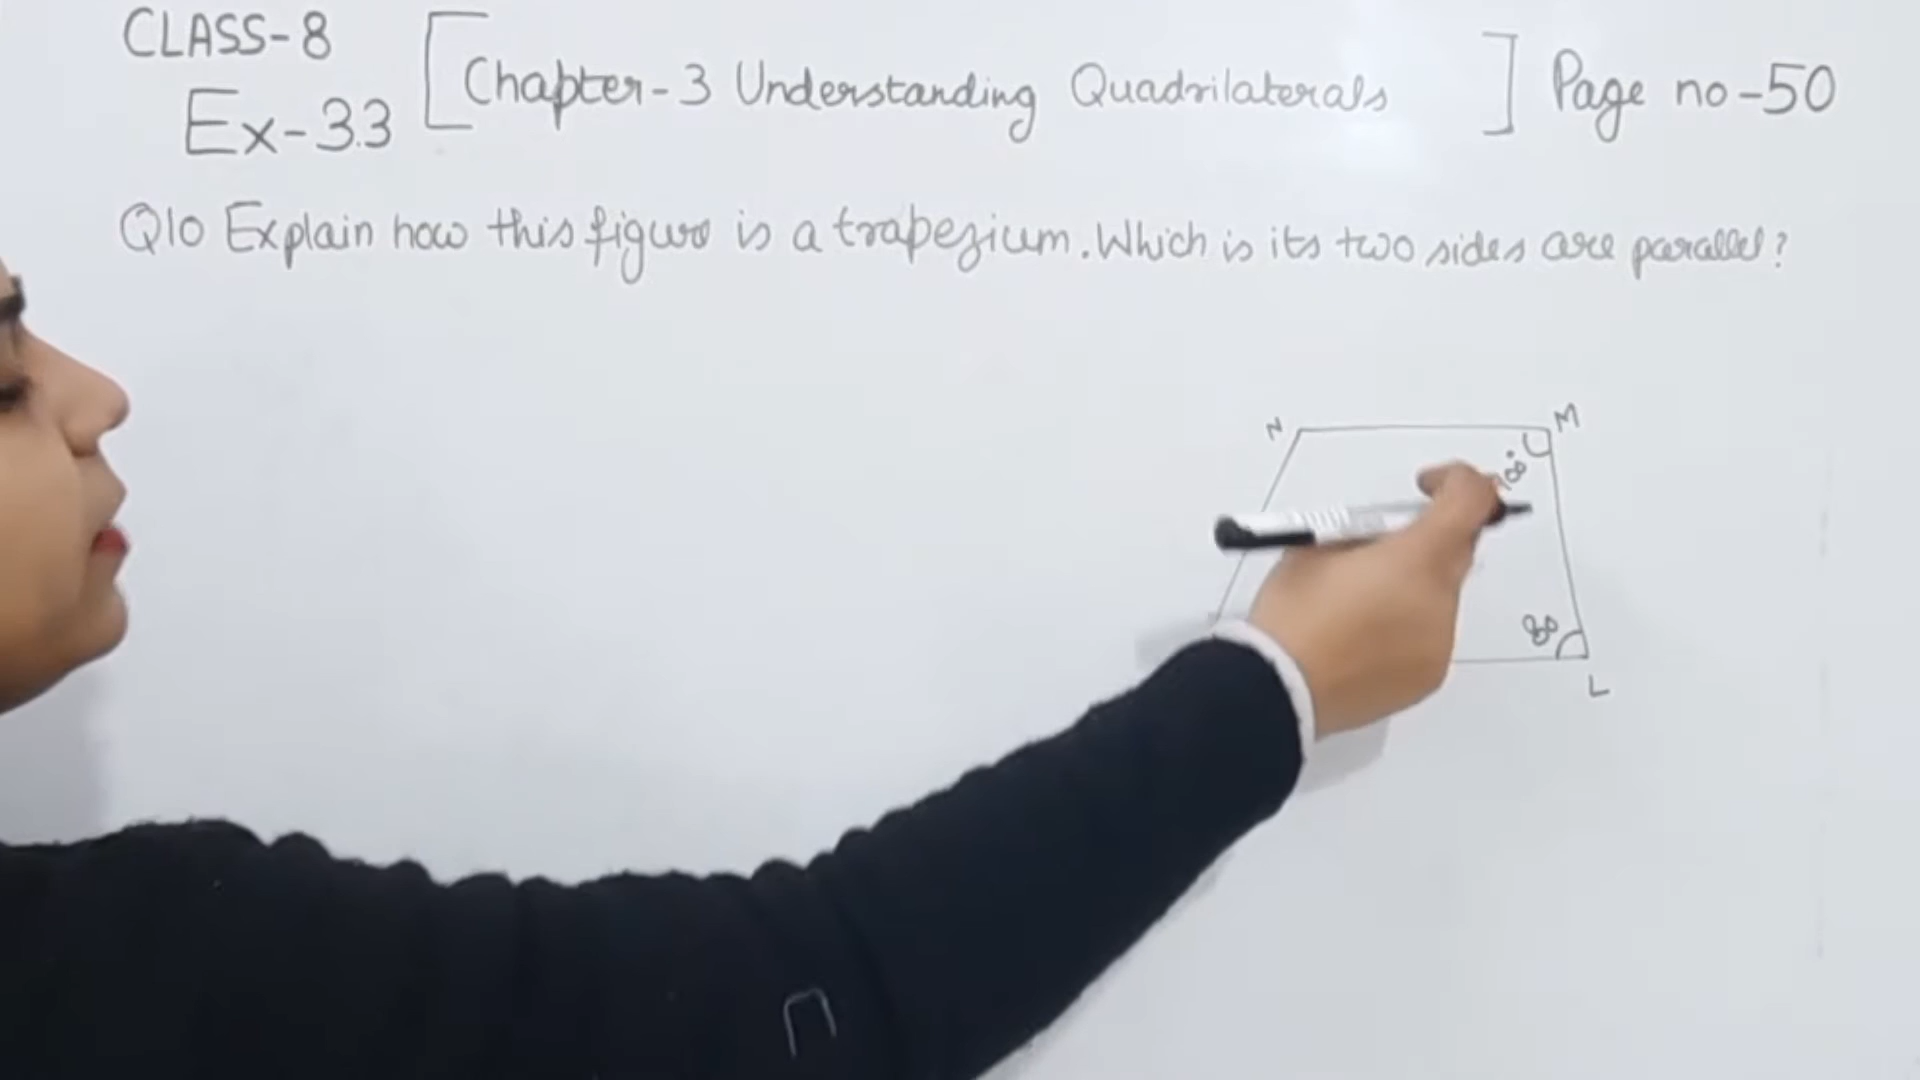 CLASS-8
Ex-3.3 [Chapter-3 Understanding Quadrilaterals] Page no-50
Q10 Explain how this figure is a trapezium. Which is its two sides are parallel?
N M
80°
L